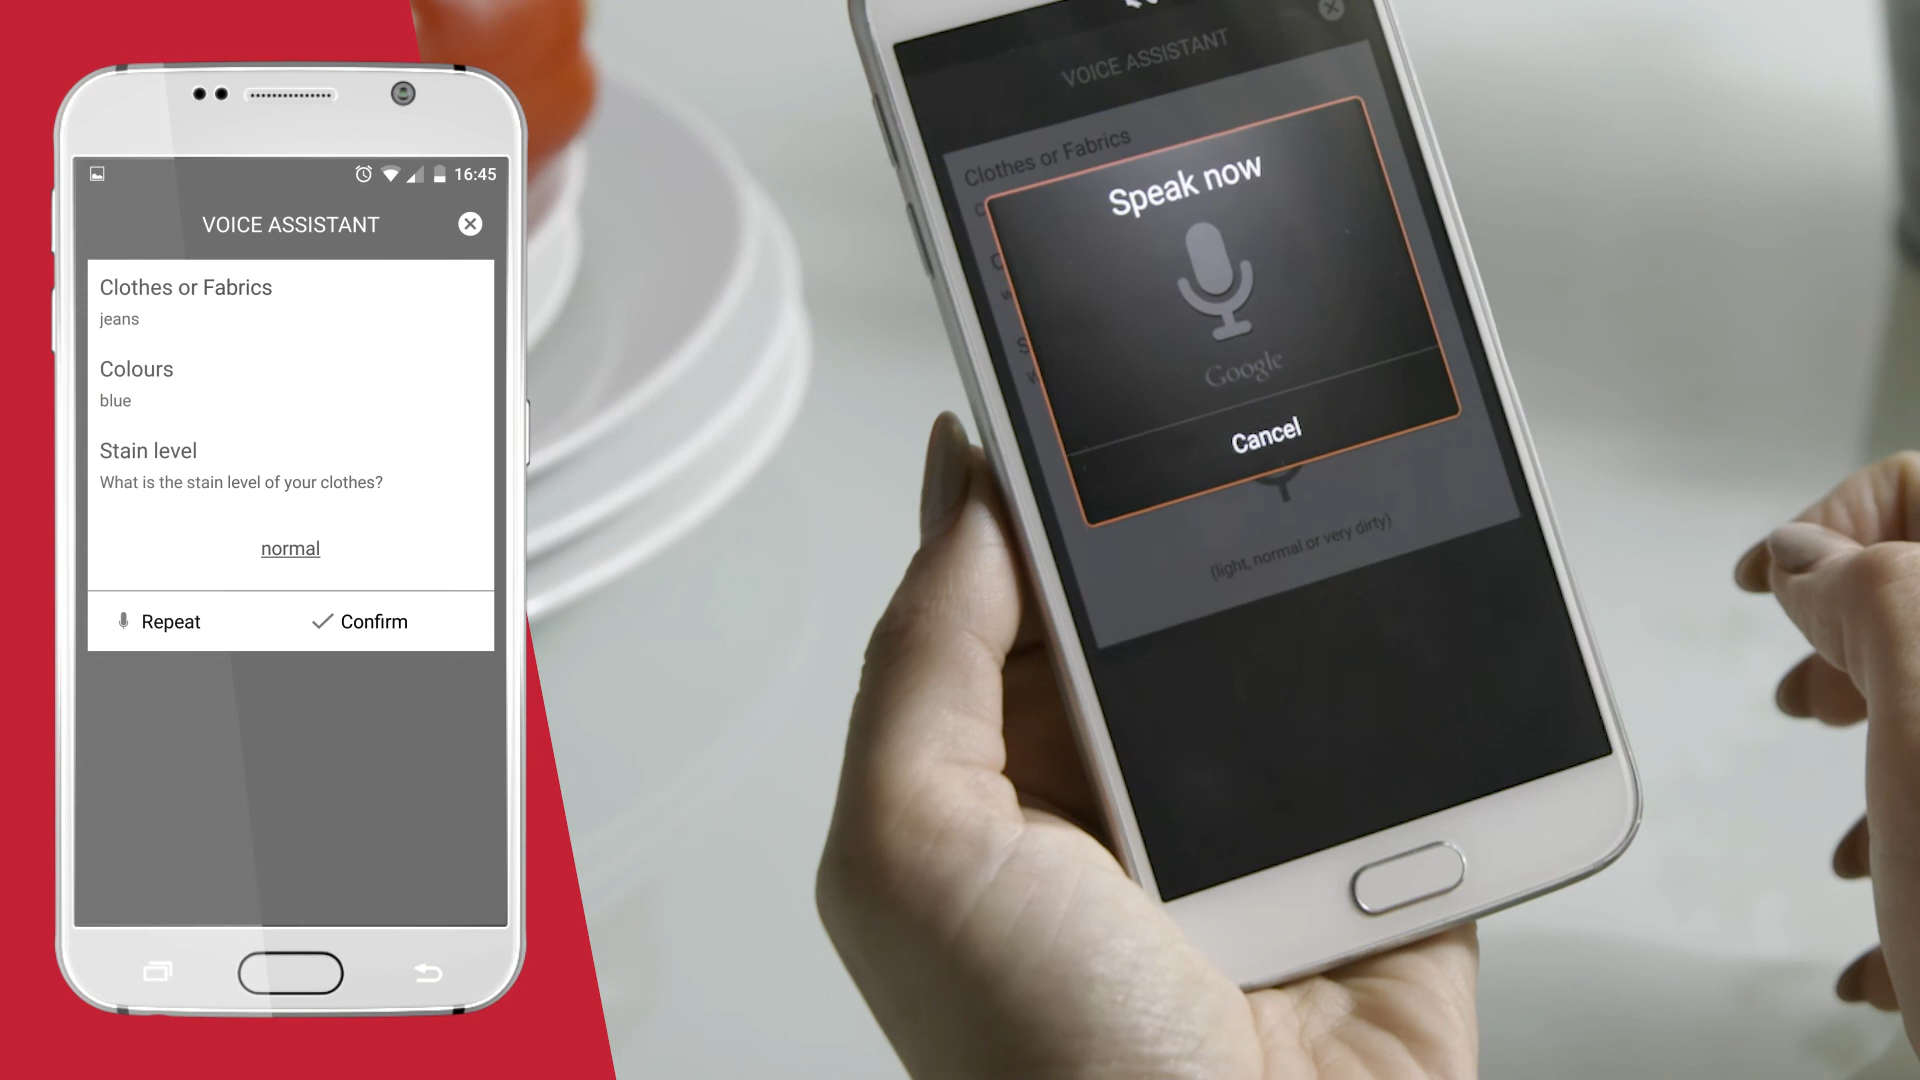 16:45
VOICE ASSISTANT
Clothes or Fabrics
jeans
Colours
blue
Stain level
What is the stain level of your clothes?
normal
Repeat
Confirm
VOICE ASSISTANT
Clothes or Fabrics
Speak now
Google
Cancel
(light, normal or very dirty)